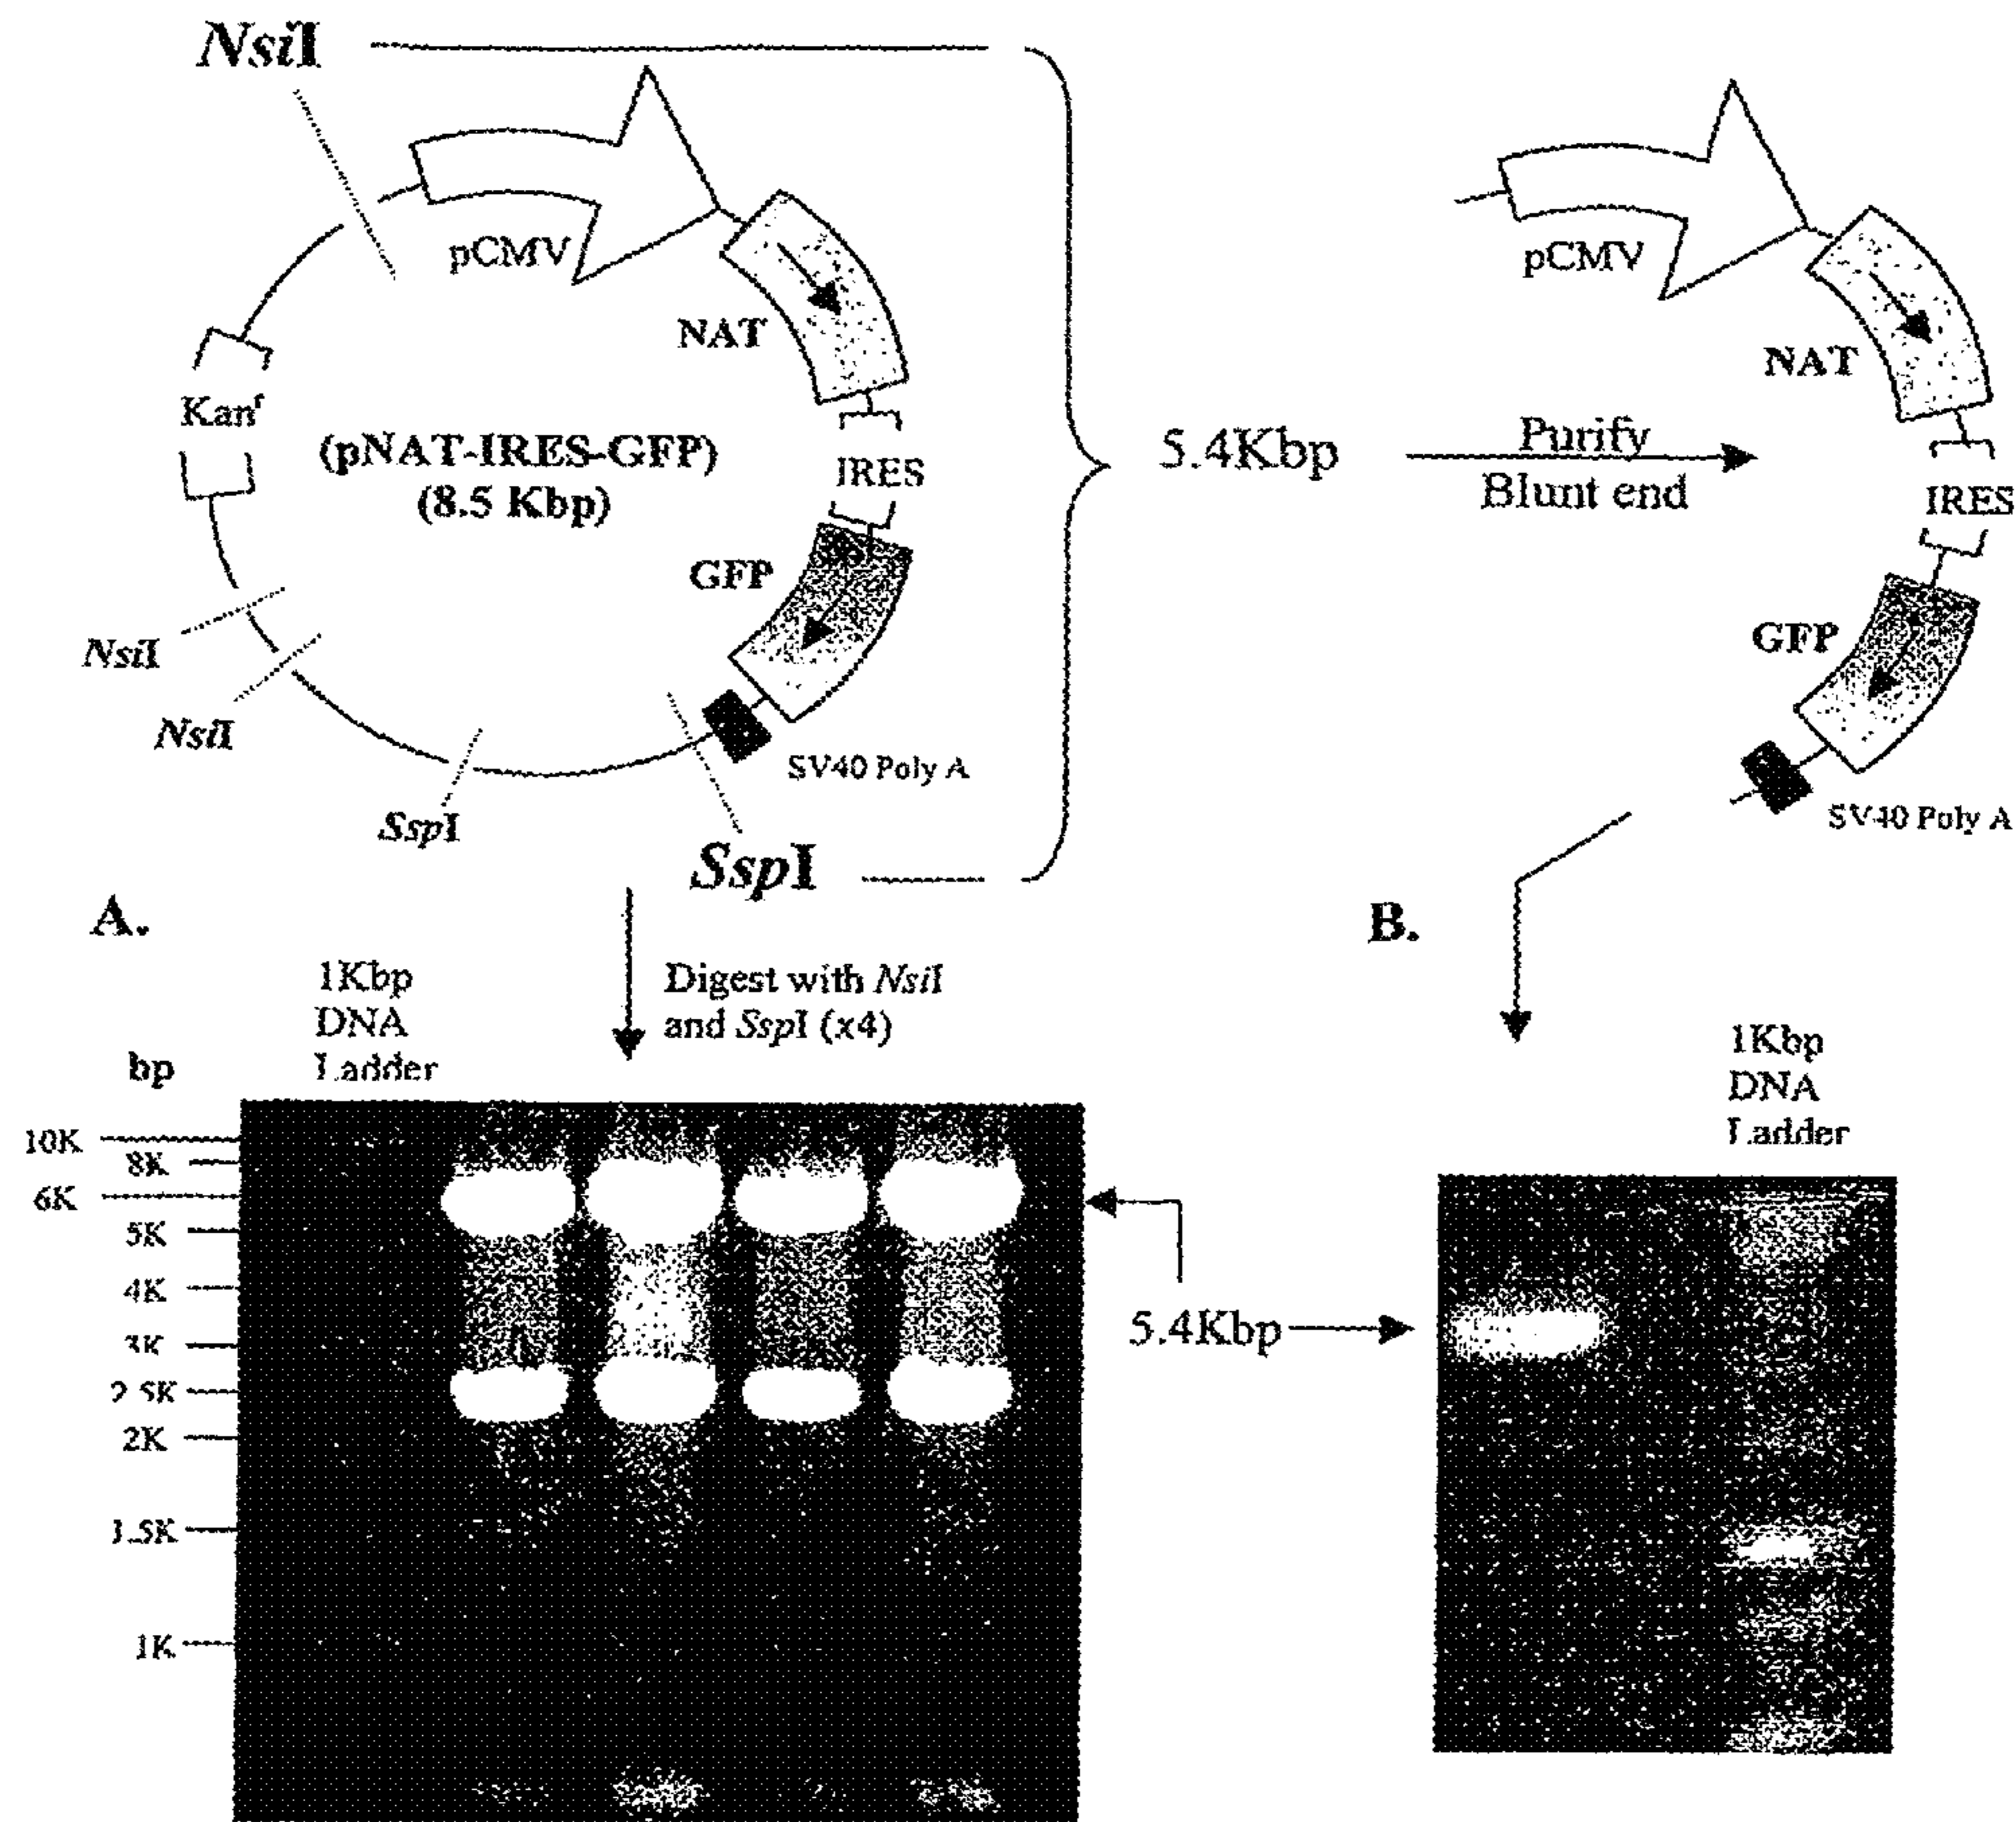 NsiI
pCMV
NAT
Kanʳ
(pNAT-IRES-GFP)
(8.5 Kbp)
IRES
GFP
NsiI
NsiI
SspI
SV40 Poly A
SspI
5.4Kbp
Purify
Blunt end
pCMV
NAT
IRES
GFP
SV40 Poly A
A.
1Kbp
DNA
Ladder
Digest with NsiI
and SspI (x4)
bp
10K
8K
6K
5K
4K
3K
2.5K
2K
1.5K
1K
5.4Kbp
B.
1Kbp
DNA
Ladder